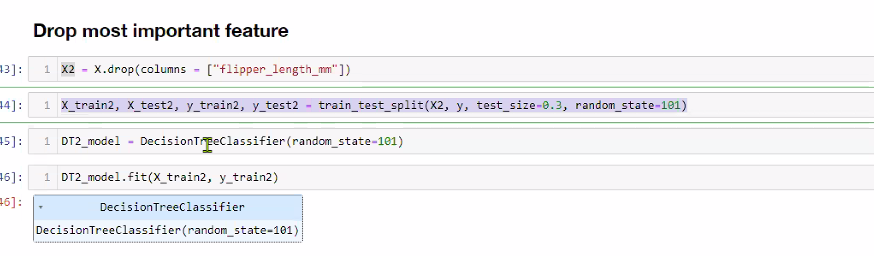 Drop most important feature
43]: 1 X2 = X.drop(columns = ["flipper_length_mm"])
44]: 1 X_train2, X_test2, y_train2, y_test2 = train_test_split(X2, y, test_size=0.3, random_state=101)
45]: 1 DT2_model = DecisionTreeClassifier(random_state=101)
46]: 1 DT2_model.fit(X_train2, y_train2)
46]: DecisionTreeClassifier
DecisionTreeClassifier(random_state=101)